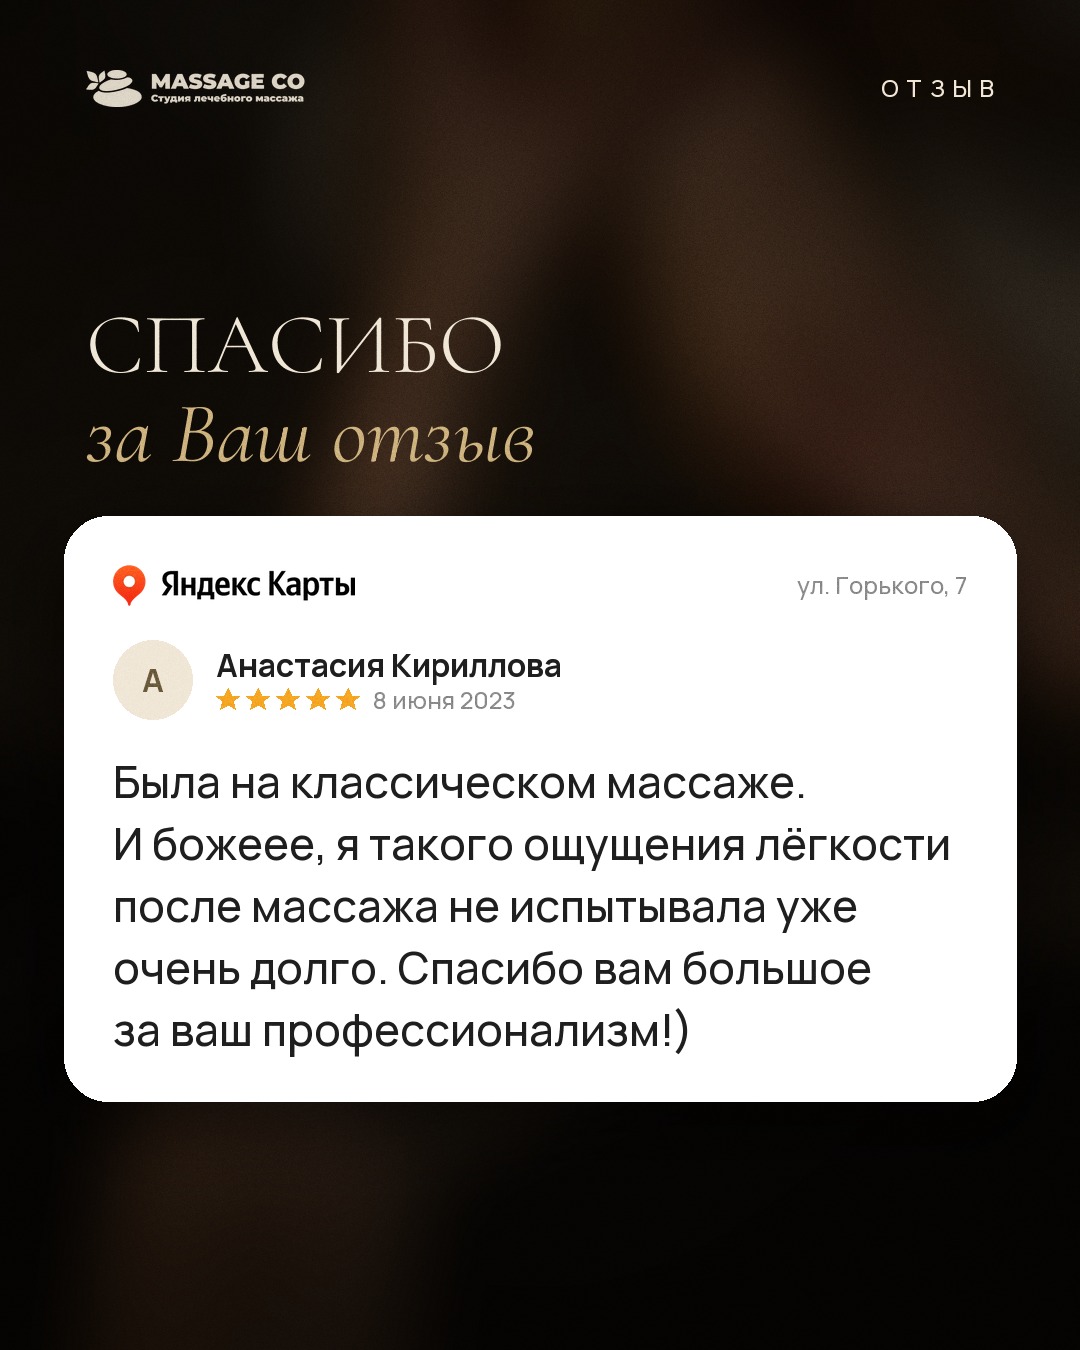 MASSAGE CO
Студия лечебного массажа
ОТЗЫВ
СПАСИБО
за Ваш отзыв
Яндекс Карты
ул. Горького, 7
А
Анастасия Кириллова
8 июня 2023
Была на классическом массаже.
И божеее, я такого ощущения лёгкости
после массажа не испытывала уже
очень долго. Спасибо вам большое
за ваш профессионализм!)